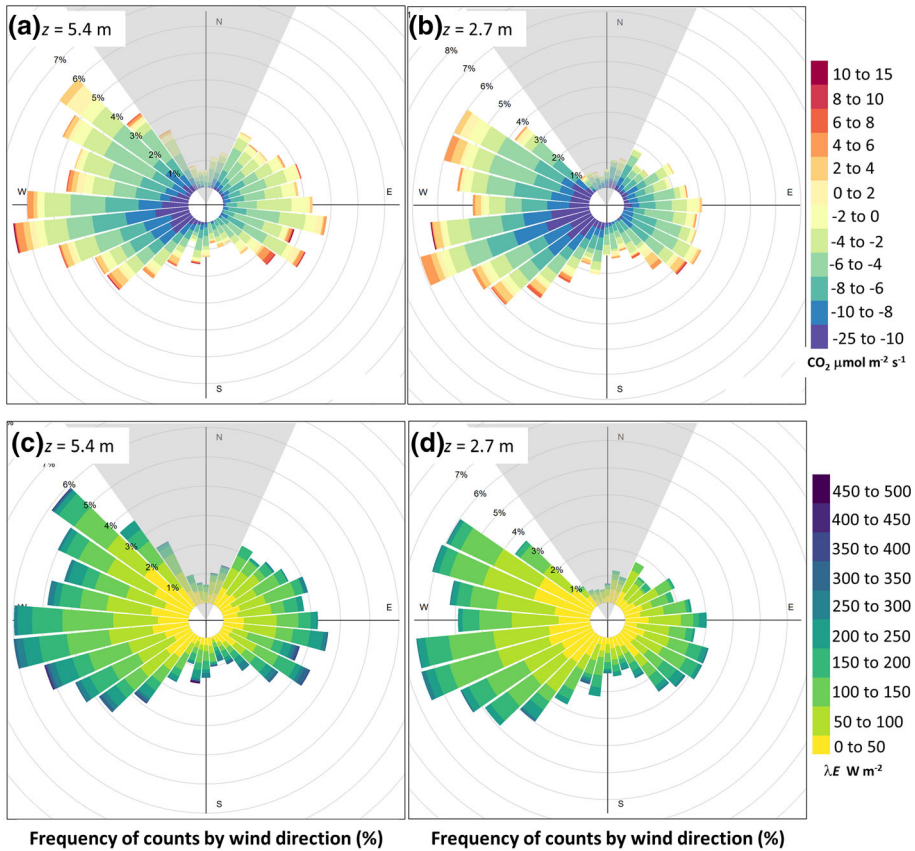 (a) z = 5.4 m
N
7%
6%
5%
4%
3%
2%
1%
W
E
S
(b) z = 2.7 m
N
8%
7%
6%
5%
4%
3%
2%
1%
W
E
S
10 to 15
8 to 10
6 to 8
4 to 6
2 to 4
0 to 2
-2 to 0
-4 to -2
-6 to -4
-8 to -6
-10 to -8
-25 to -10
CO₂ μmol m⁻² s⁻¹
(c) z = 5.4 m
N
7%
6%
5%
4%
3%
2%
1%
W
E
S
(d) z = 2.7 m
N
7%
6%
5%
4%
3%
2%
1%
W
E
S
450 to 500
400 to 450
350 to 400
300 to 350
250 to 300
200 to 250
150 to 200
100 to 150
50 to 100
0 to 50
λE W m⁻²
Frequency of counts by wind direction (%)
Frequency of counts by wind direction (%)